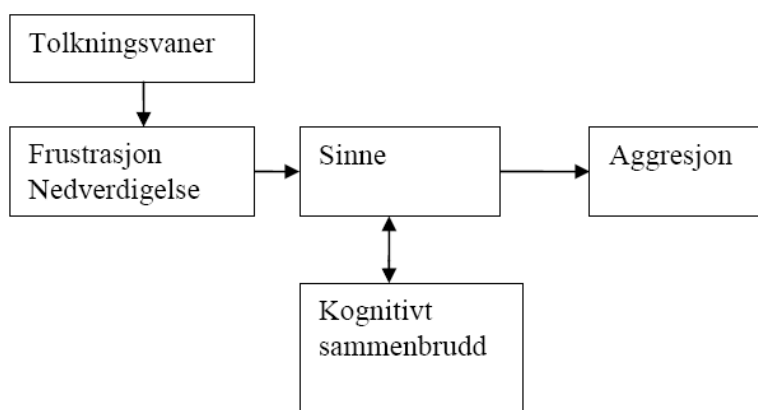 Tolkningsvaner
Frustrasjon
Nedverdigelse
Sinne
Aggresjon
Kognitivt
sammenbrudd